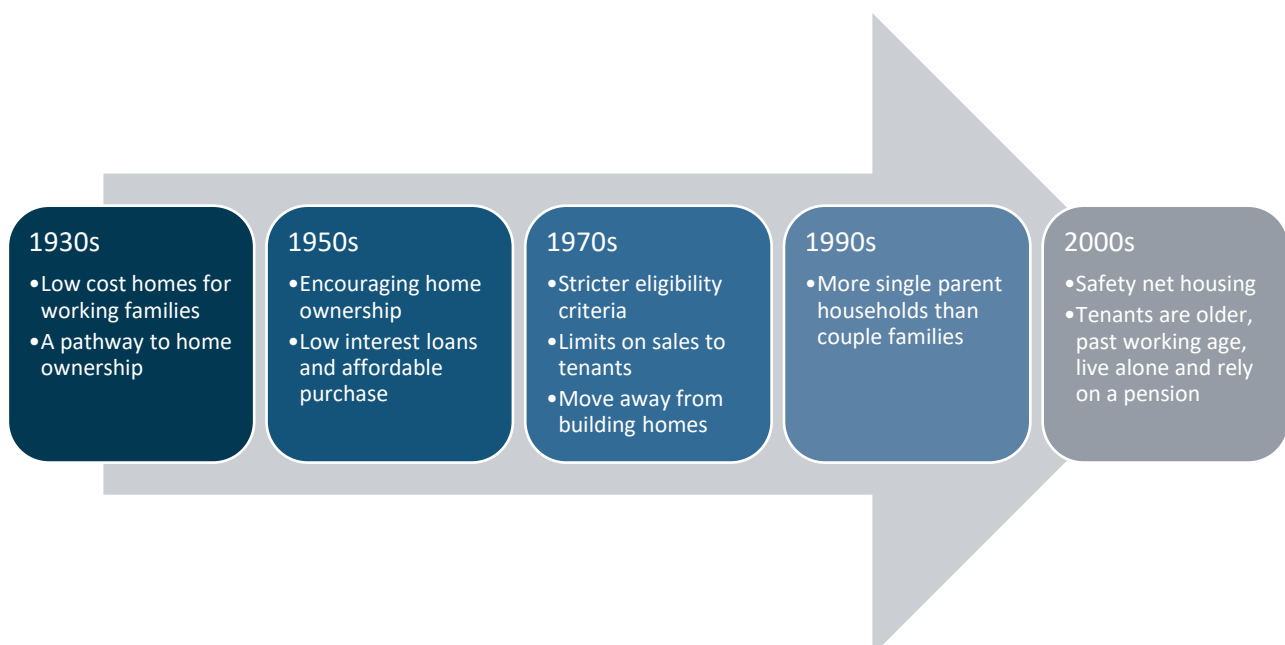 1930s
•Low cost homes for
working families
•A pathway to home
ownership
1950s
•Encouraging home
ownership
•Low interest loans
and affordable
purchase
1970s
•Stricter eligibility
criteria
•Limits on sales to
tenants
•Move away from
building homes
1990s
•More single parent
households than
couple families
2000s
•Safety net housing
•Tenants are older,
past working age,
live alone and rely
on a pension